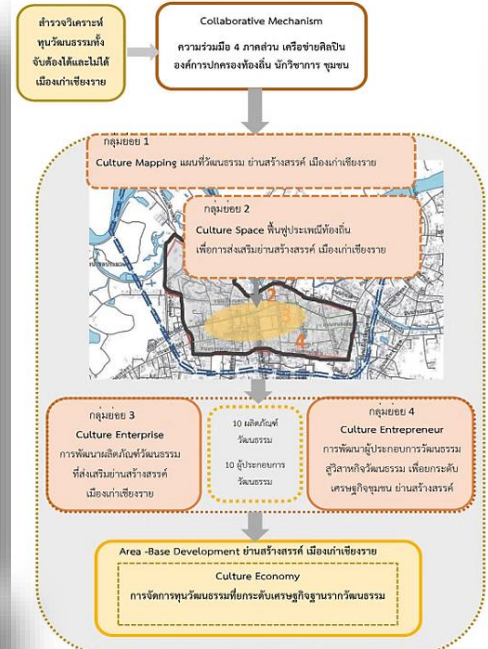 สำรวจวิเคราะห์
ทุนวัฒนธรรมทั้ง
จับต้องได้และไม่ได้
เมืองเก่าเชียงราย
Collaborative Mechanism
ความร่วมมือ 4 ภาคส่วน เครือข่ายศิลปิน
องค์การปกครองท้องถิ่น นักวิชาการ ชุมชน
กลุ่มย่อย 1
Culture Mapping แผนที่วัฒนธรรม ย่านสร้างสรรค์ เมืองเก่าเชียงราย
กลุ่มย่อย 2
Culture Space ฟื้นฟูประเพณีท้องถิ่น
เพื่อการส่งเสริมย่านสร้างสรรค์ เมืองเก่าเชียงราย
2
3
4
กลุ่มย่อย 3
Culture Enterprise
การพัฒนาผลิตภัณฑ์วัฒนธรรม
ที่ส่งเสริมย่านสร้างสรรค์
เมืองเก่าเชียงราย
10 ผลิตภัณฑ์
วัฒนธรรม
10 ผู้ประกอบการ
วัฒนธรรม
กลุ่มย่อย 4
Culture Entrepreneur
การพัฒนาผู้ประกอบการวัฒนธรรม
สู่วิสาหกิจวัฒนธรรม เพื่อยกระดับ
เศรษฐกิจชุมชน ย่านสร้างสรรค์
Area -Base Development ย่านสร้างสรรค์ เมืองเก่าเชียงราย
Culture Economy
การจัดการทุนวัฒนธรรมที่ยกระดับเศรษฐกิจฐานรากวัฒนธรรม